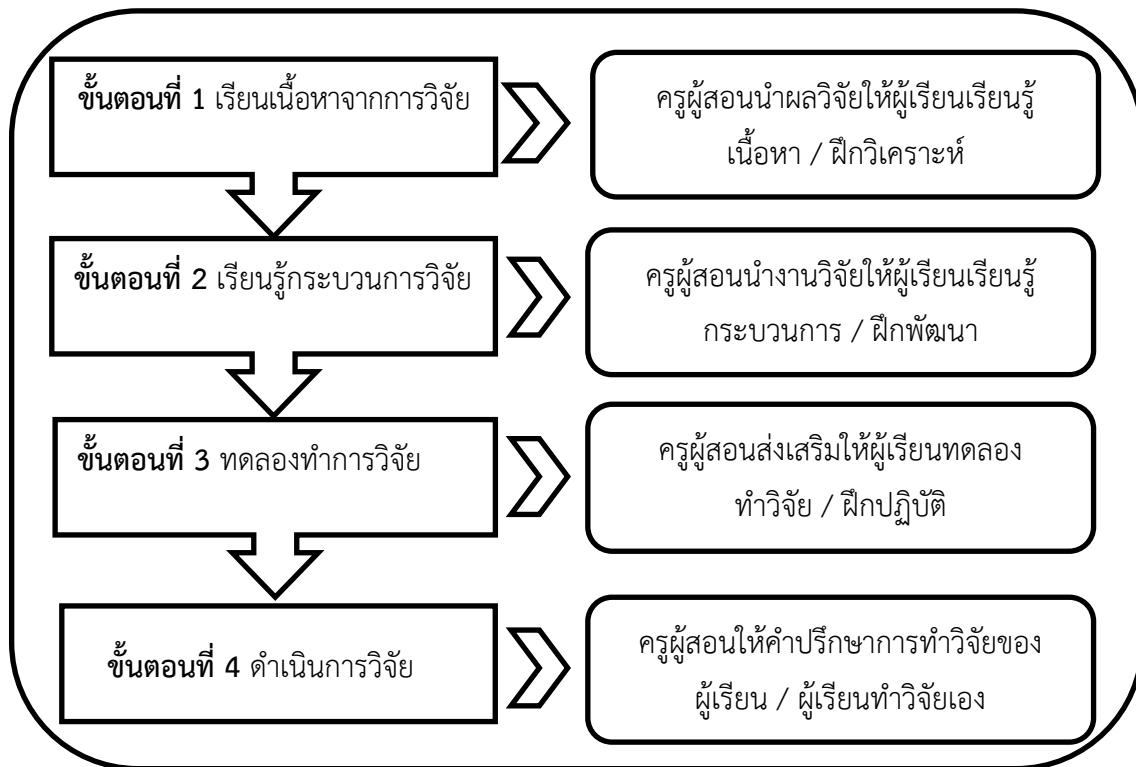 ขั้นตอนที่ 1 เรียนเนื้อหาจากการวิจัย
ครูผู้สอนนำผลวิจัยให้ผู้เรียนเรียนรู้
เนื้อหา / ฝึกวิเคราะห์
ขั้นตอนที่ 2 เรียนรู้กระบวนการวิจัย
ครูผู้สอนนำงานวิจัยให้ผู้เรียนเรียนรู้
กระบวนการ / ฝึกพัฒนา
ขั้นตอนที่ 3 ทดลองทำการวิจัย
ครูผู้สอนส่งเสริมให้ผู้เรียนทดลอง
ทำวิจัย / ฝึกปฏิบัติ
ขั้นตอนที่ 4 ดำเนินการวิจัย
ครูผู้สอนให้คำปรึกษาการทำวิจัยของ
ผู้เรียน / ผู้เรียนทำวิจัยเอง